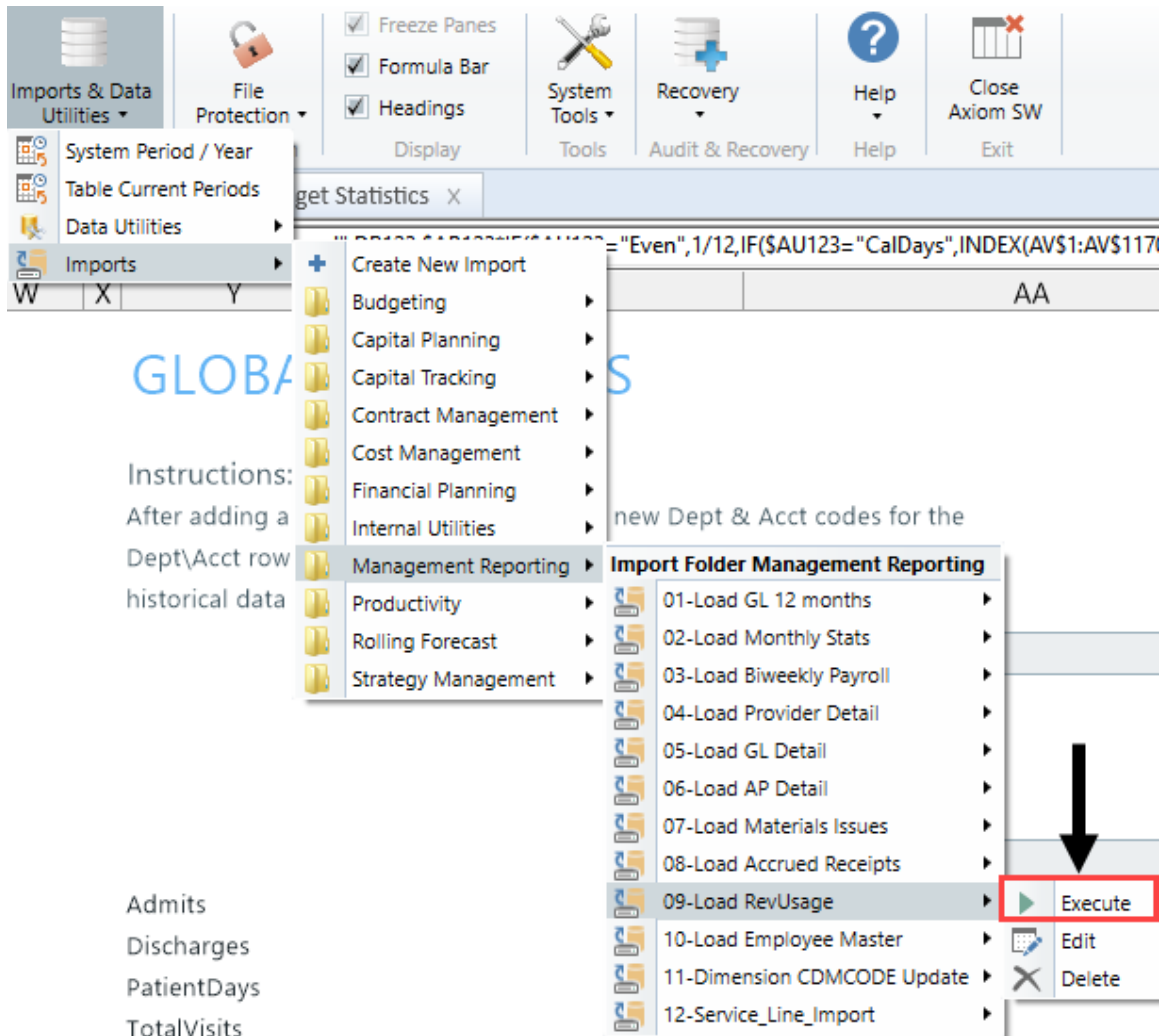 Imports & Data
Utilities
File
Protection
Freeze Panes
Formula Bar
Headings
Display
System
Tools
Tools
Recovery
Audit & Recovery
Help
Help
Close
Axiom SW
Exit
System Period / Year
Table Current Periods
Data Utilities
Imports
get Statistics X
="Even",1/12,IF($AU123="CalDays",INDEX(AV$1:AV$1170
W X Y AA
Create New Import
Budgeting
Capital Planning
Capital Tracking
Contract Management
Cost Management
Financial Planning
Internal Utilities
Management Reporting
Productivity
Rolling Forecast
Strategy Management
GLOBA S
Instructions:
After adding a new Dept & Acct codes for the
Dept\Acct row
historical data
Import Folder Management Reporting
01-Load GL 12 months
02-Load Monthly Stats
03-Load Biweekly Payroll
04-Load Provider Detail
05-Load GL Detail
06-Load AP Detail
07-Load Materials Issues
08-Load Accrued Receipts
09-Load RevUsage
10-Load Employee Master
11-Dimension CDMCODE Update
12-Service_Line_Import
Execute
Edit
Delete
Admits
Discharges
PatientDays
TotalVisits